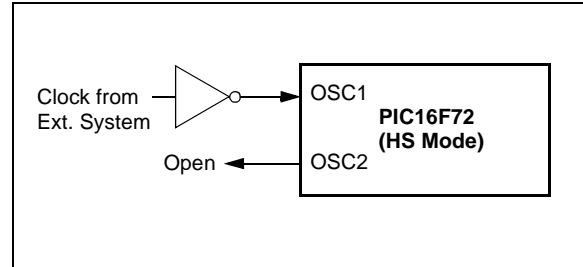 Clock from
Ext. System
OSC1
PIC16F72
(HS Mode)
Open
OSC2